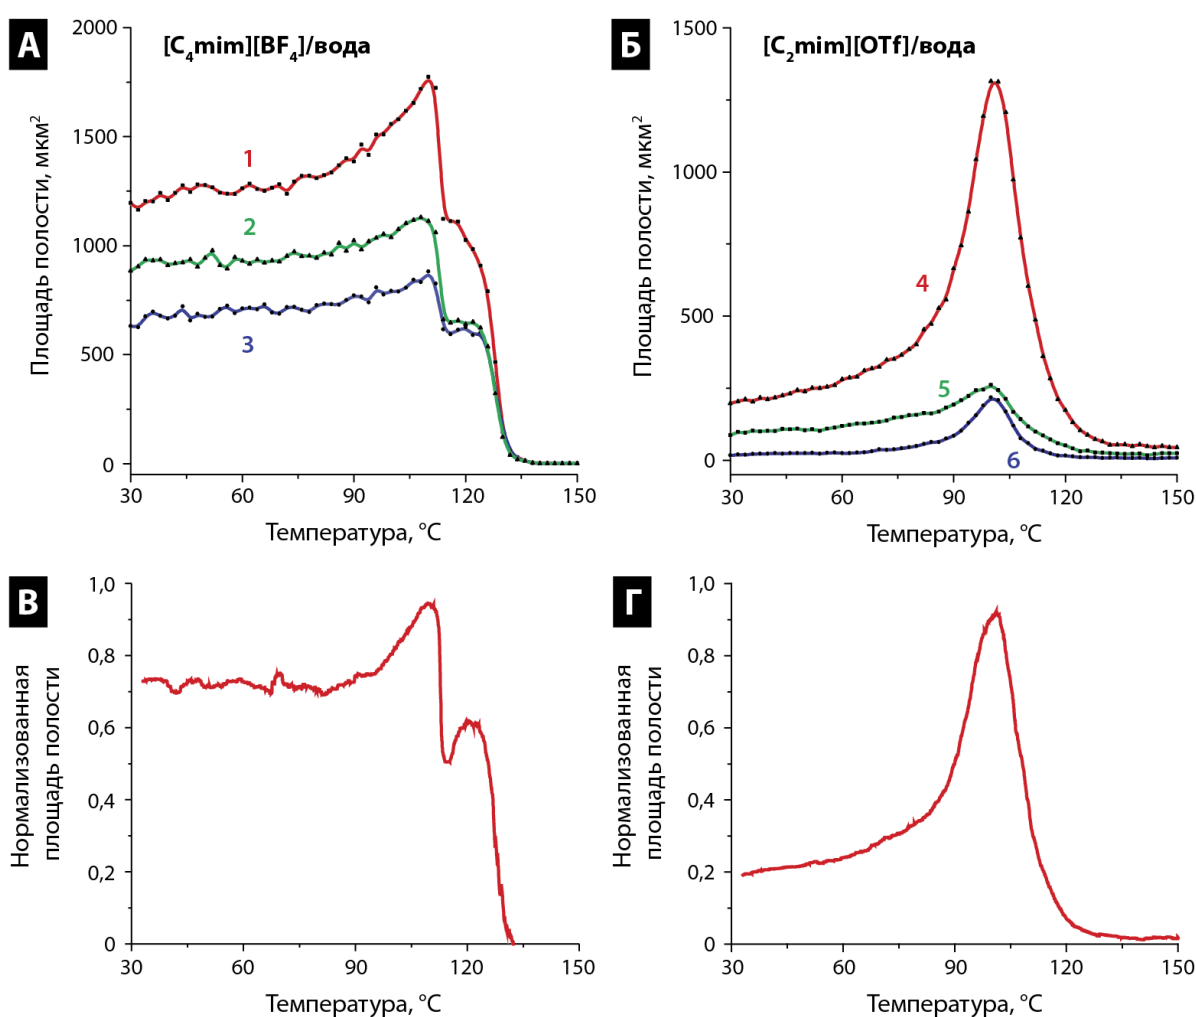 А
[C4mim][BF4]/вода
Площадь полости, мкм2
2000
1500
1000
500
0
1
2
3
30 60 90 120 150
Температура, °C
Б
[C2mim][OTf]/вода
Площадь полости, мкм2
1500
1000
500
0
4
5
6
30 60 90 120 150
Температура, °C
В
Нормализованная
площадь полости
1,0
0,8
0,6
0,4
0,2
0
30 60 90 120 150
Температура, °C
Г
Нормализованная
площадь полости
1,0
0,8
0,6
0,4
0,2
0
30 60 90 120 150
Температура, °C